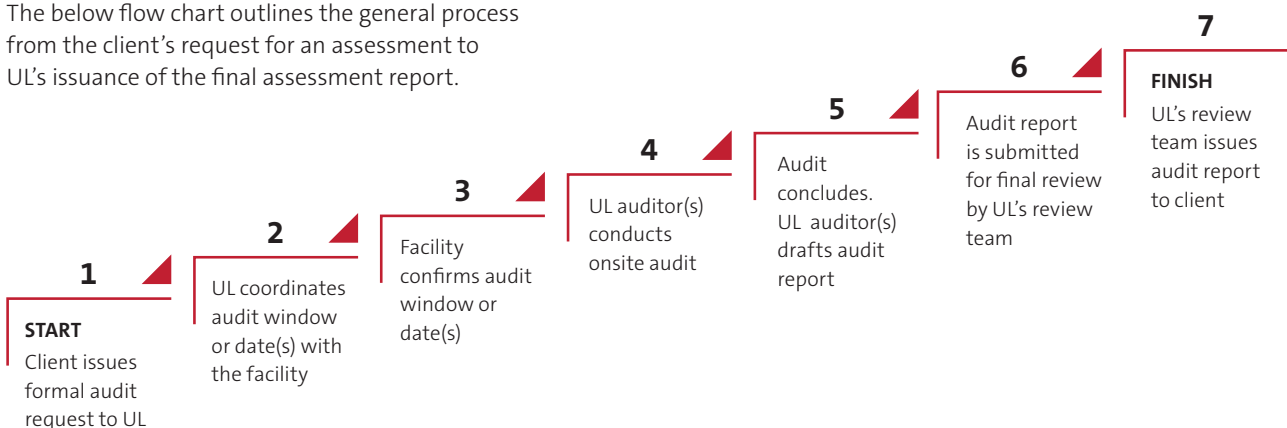 The below flow chart outlines the general process
from the client’s request for an assessment to
UL’s issuance of the final assessment report.
1
START
Client issues
formal audit
request to UL
2
UL coordinates
audit window
or date(s) with
the facility
3
Facility
confirms audit
window or
date(s)
4
UL auditor(s)
conducts
onsite audit
5
Audit
concludes.
UL auditor(s)
drafts audit
report
6
Audit report
is submitted
for final review
by UL’s review
team
7
FINISH
UL’s review
team issues
audit report
to client